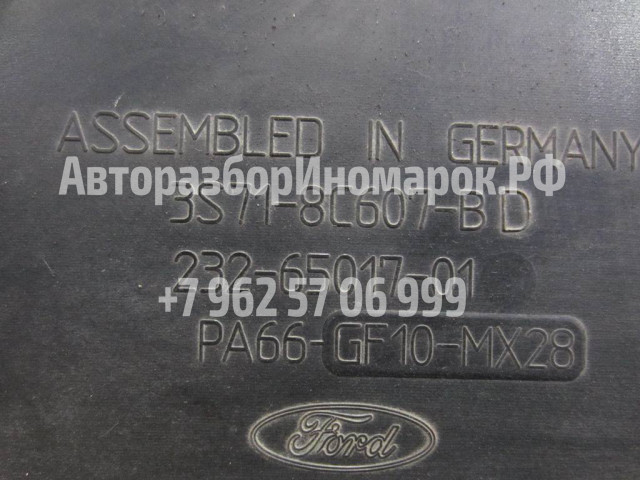 ASSEMBLED IN GERMANY
АвторазборИномарок.РФ
3S71-8C607-BD
232-65017-01
+7 962 57 06 999
PA66-GF10-MX28
Ford